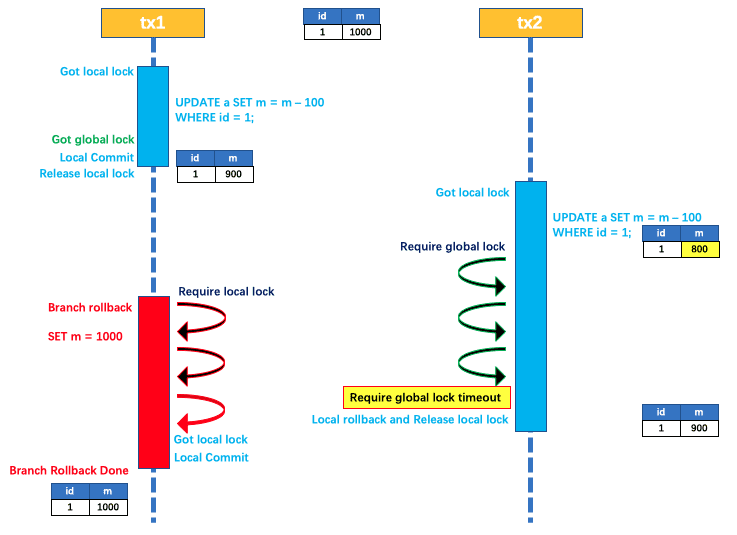 tx1
id m
1 1000
tx2
Got local lock
UPDATE a SET m = m – 100
WHERE id = 1;
Got global lock
Local Commit
Release local lock
id m
1 900
Got local lock
UPDATE a SET m = m – 100
WHERE id = 1;
id m
1 800
Require global lock
Require local lock
Branch rollback
SET m = 1000
Require global lock timeout
Local rollback and Release local lock
id m
1 900
Got local lock
Local Commit
Branch Rollback Done
id m
1 1000